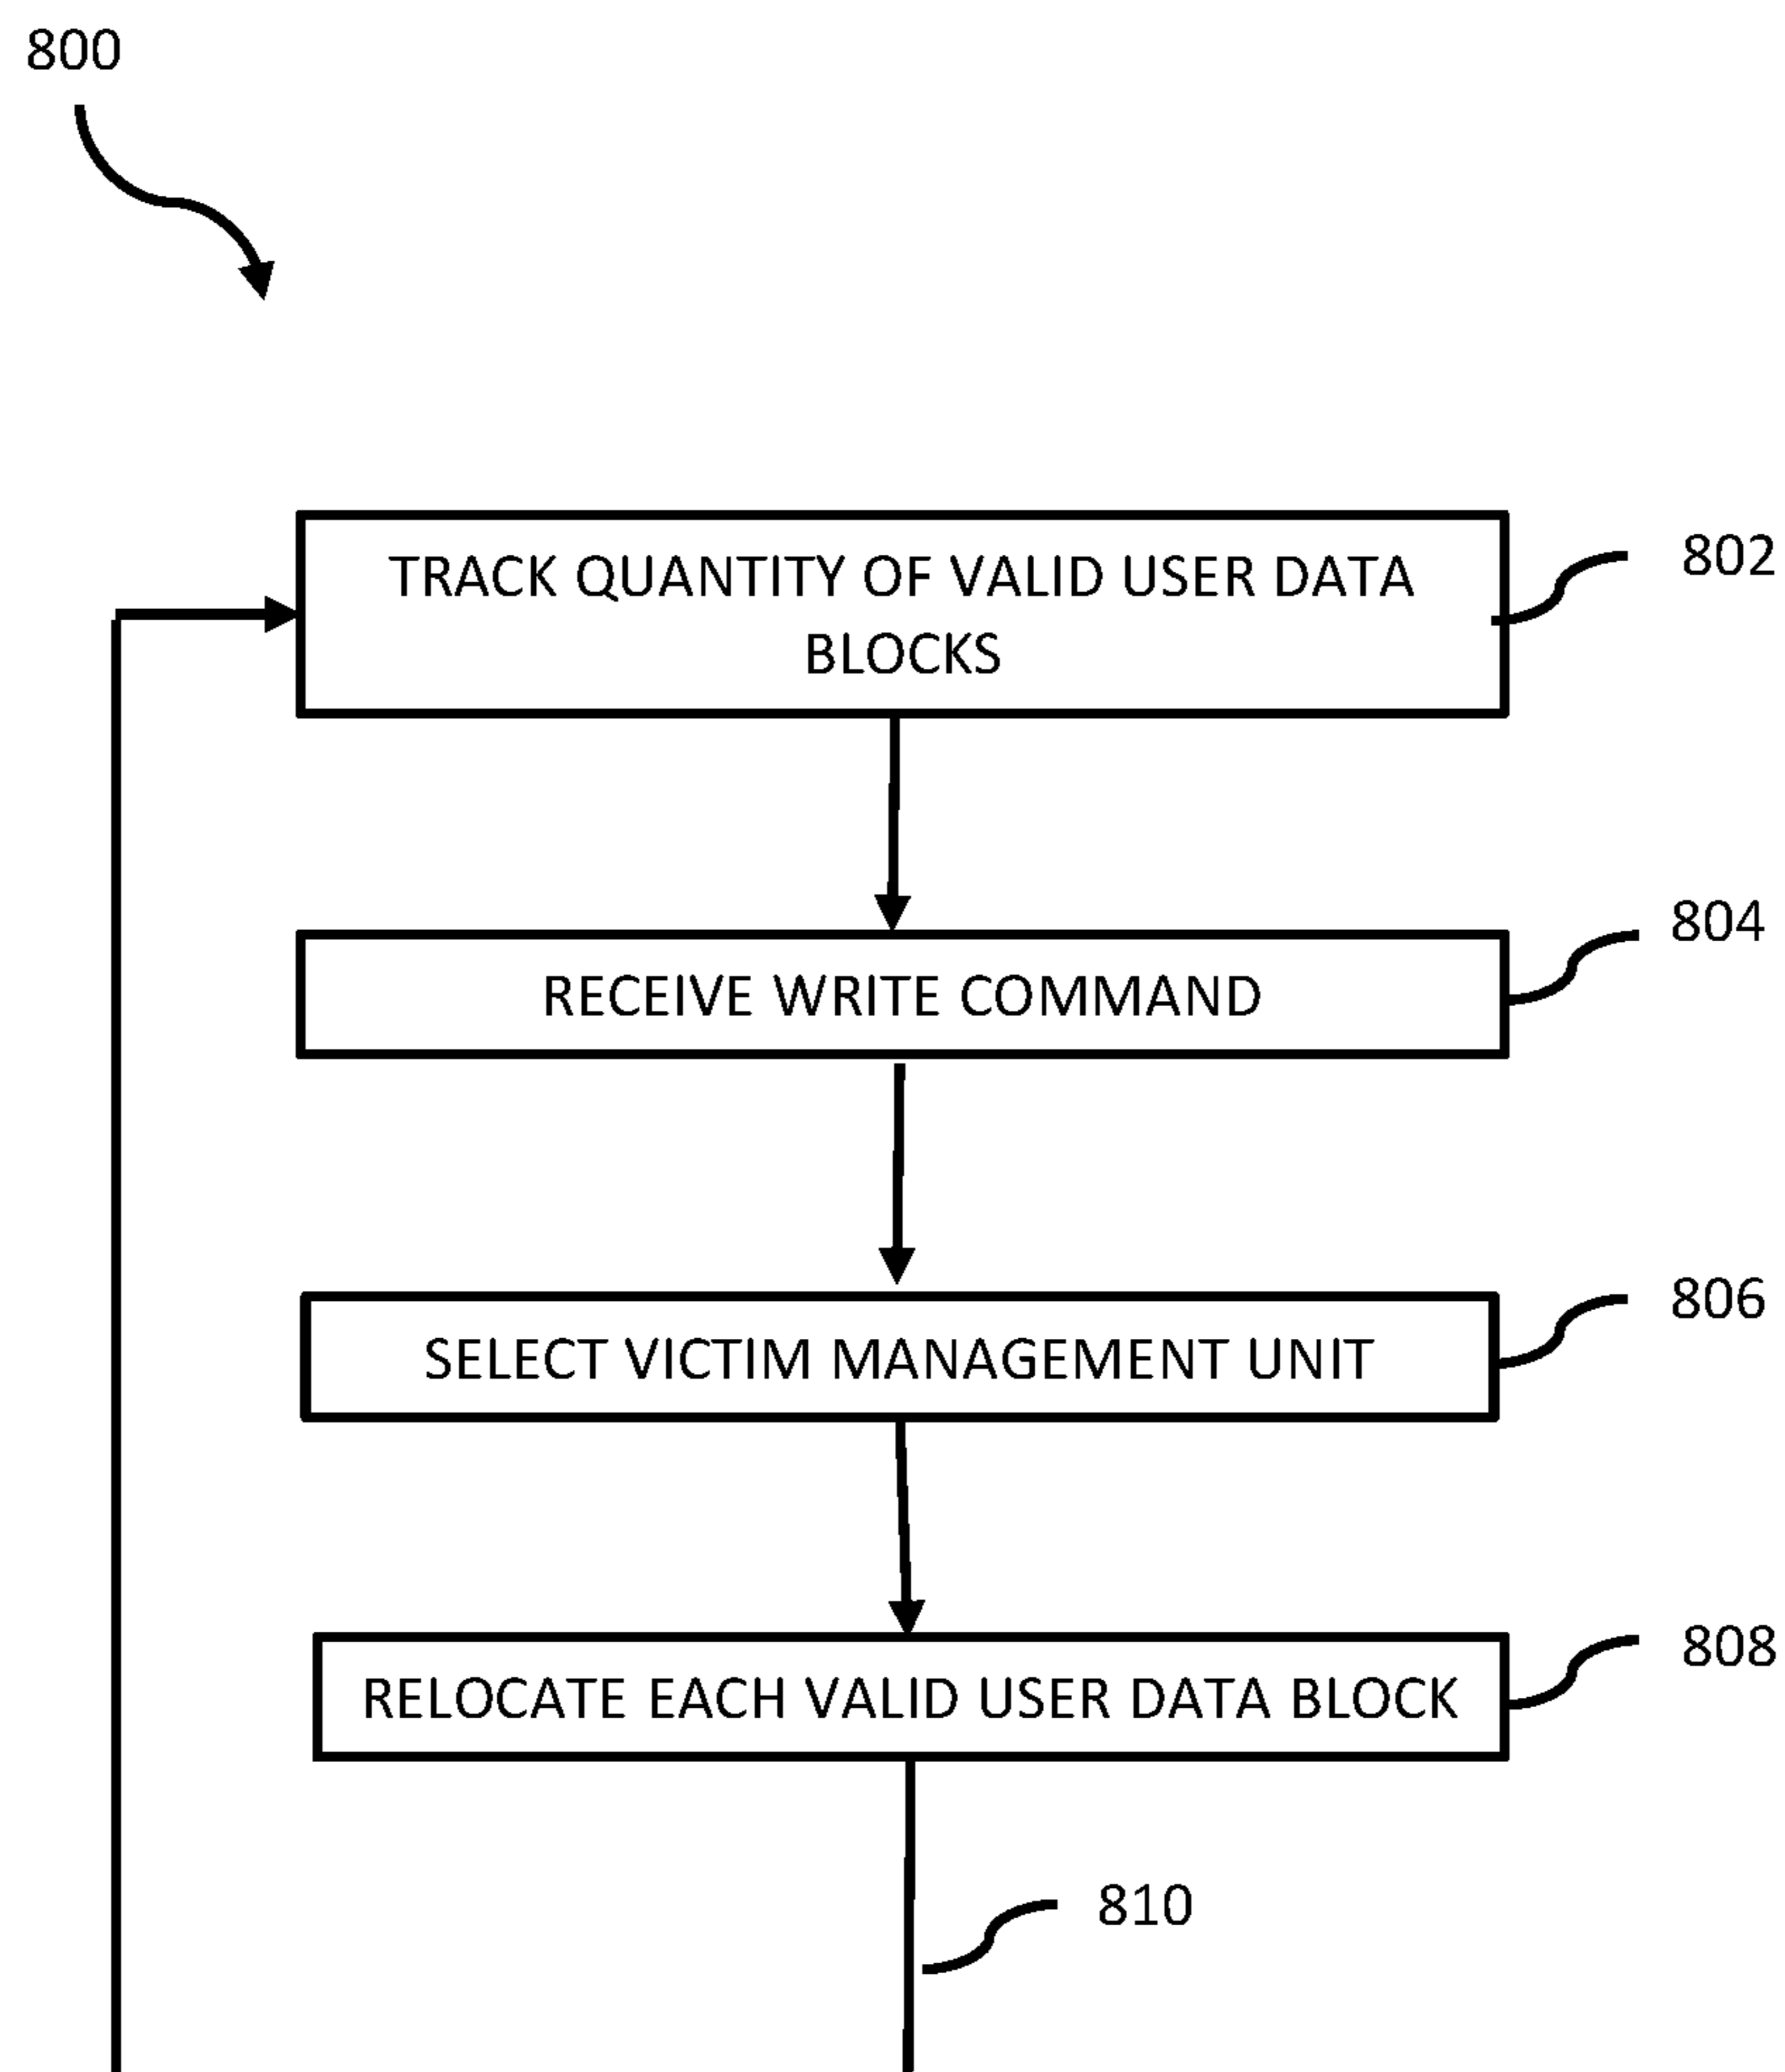 800
TRACK QUANTITY OF VALID USER DATA
BLOCKS
802
RECEIVE WRITE COMMAND
804
SELECT VICTIM MANAGEMENT UNIT
806
RELOCATE EACH VALID USER DATA BLOCK
808
810